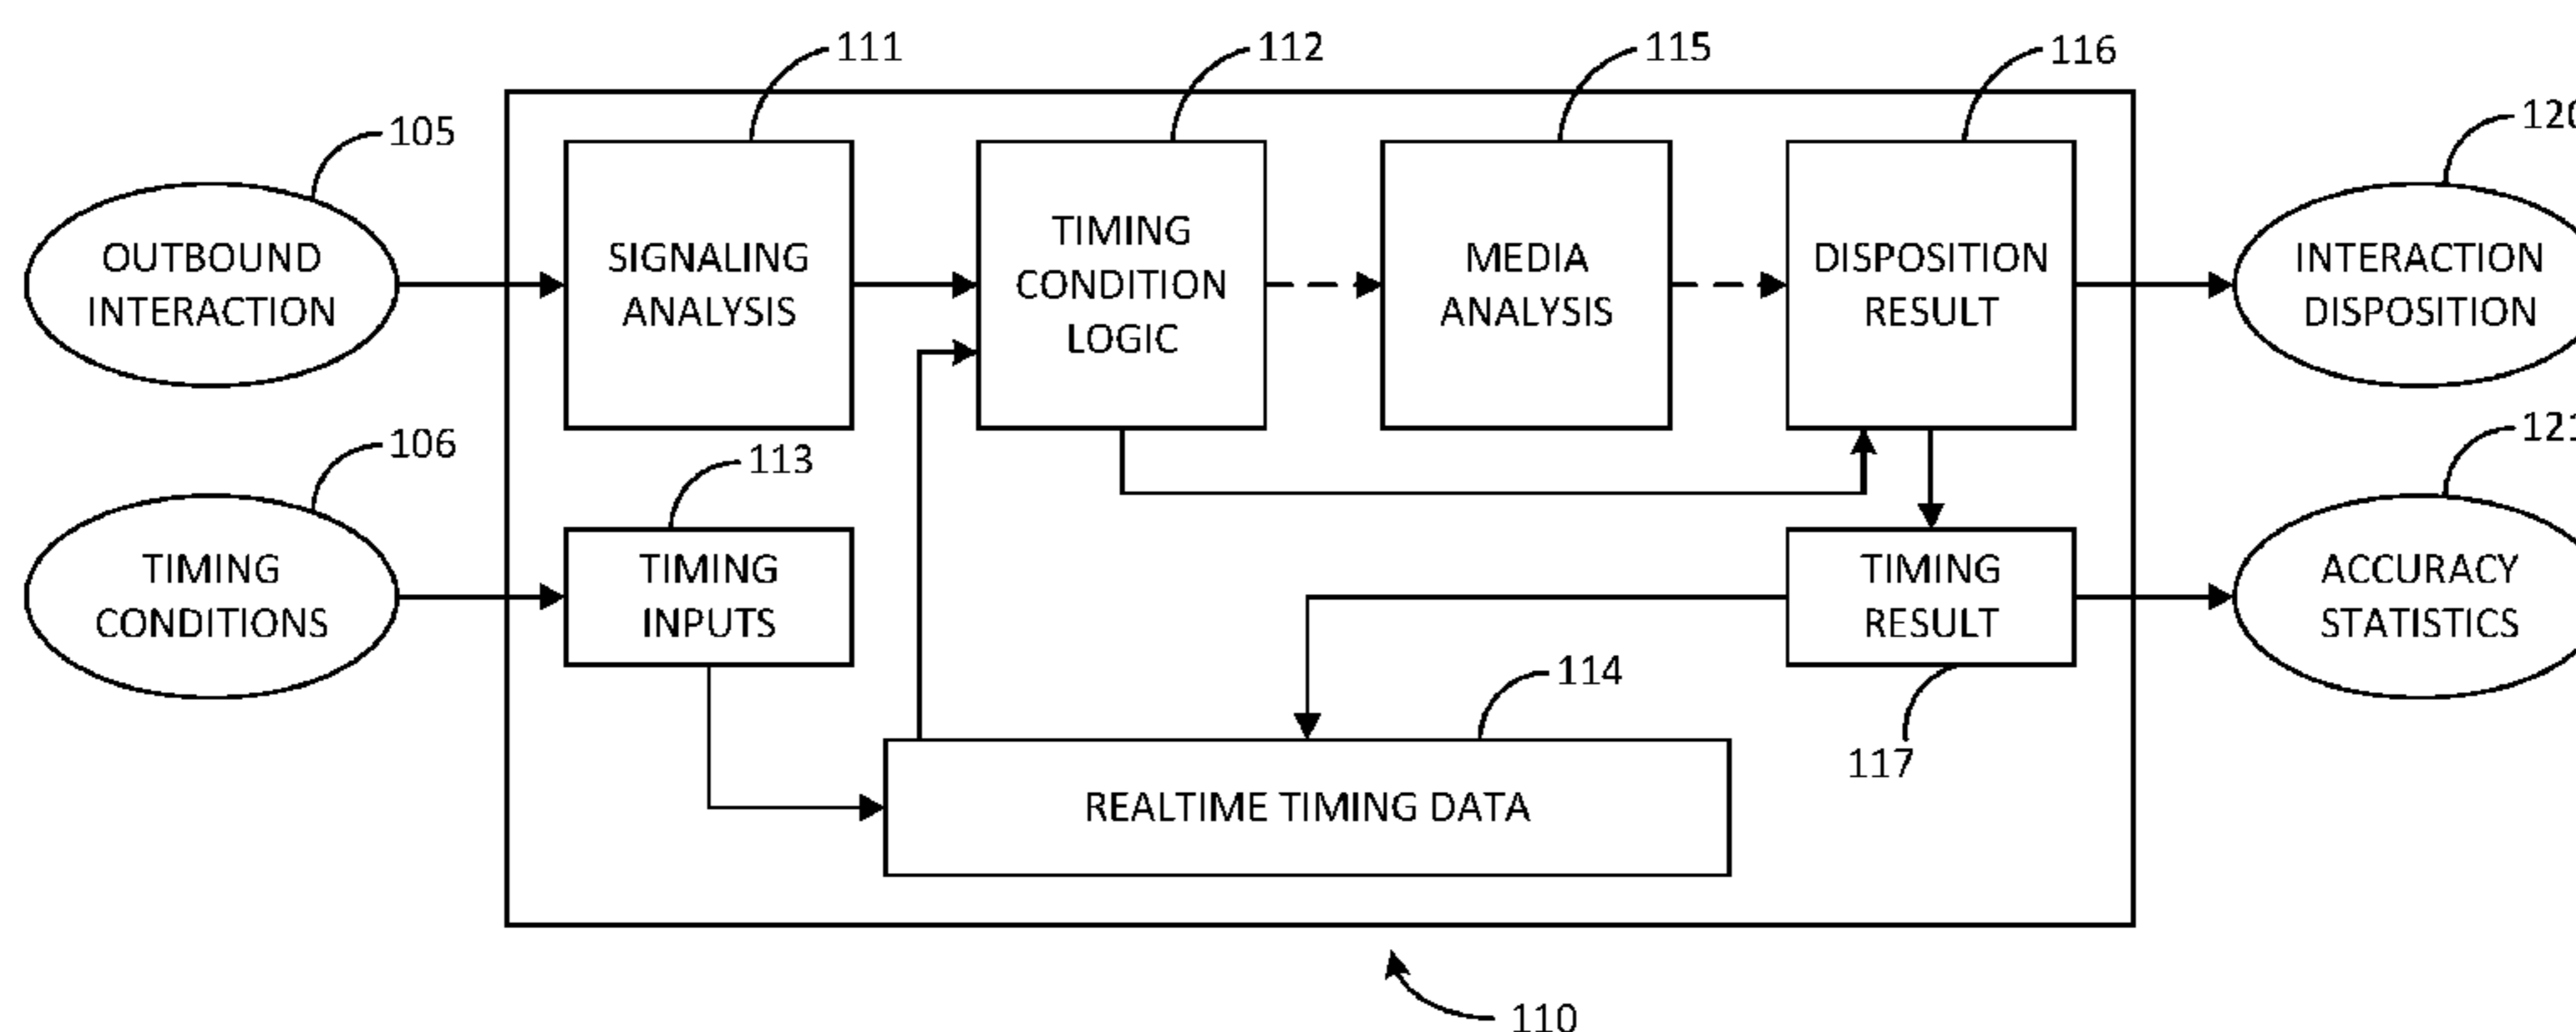 111
112
115
116
105
120
OUTBOUND
INTERACTION
SIGNALING
ANALYSIS
TIMING
CONDITION
LOGIC
MEDIA
ANALYSIS
DISPOSITION
RESULT
INTERACTION
DISPOSITION
106
113
121
TIMING
CONDITIONS
TIMING
INPUTS
TIMING
RESULT
ACCURACY
STATISTICS
114
117
REALTIME TIMING DATA
110